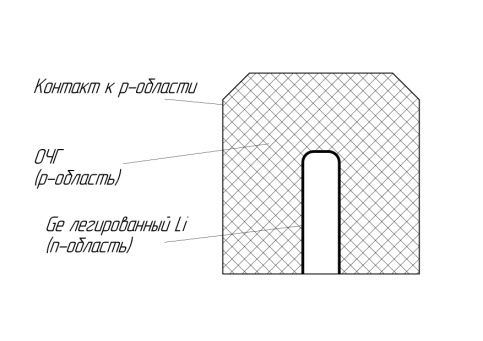 Контакт к p-области
ОЧГ
(p-область)
Ge легированный Li
(n-область)